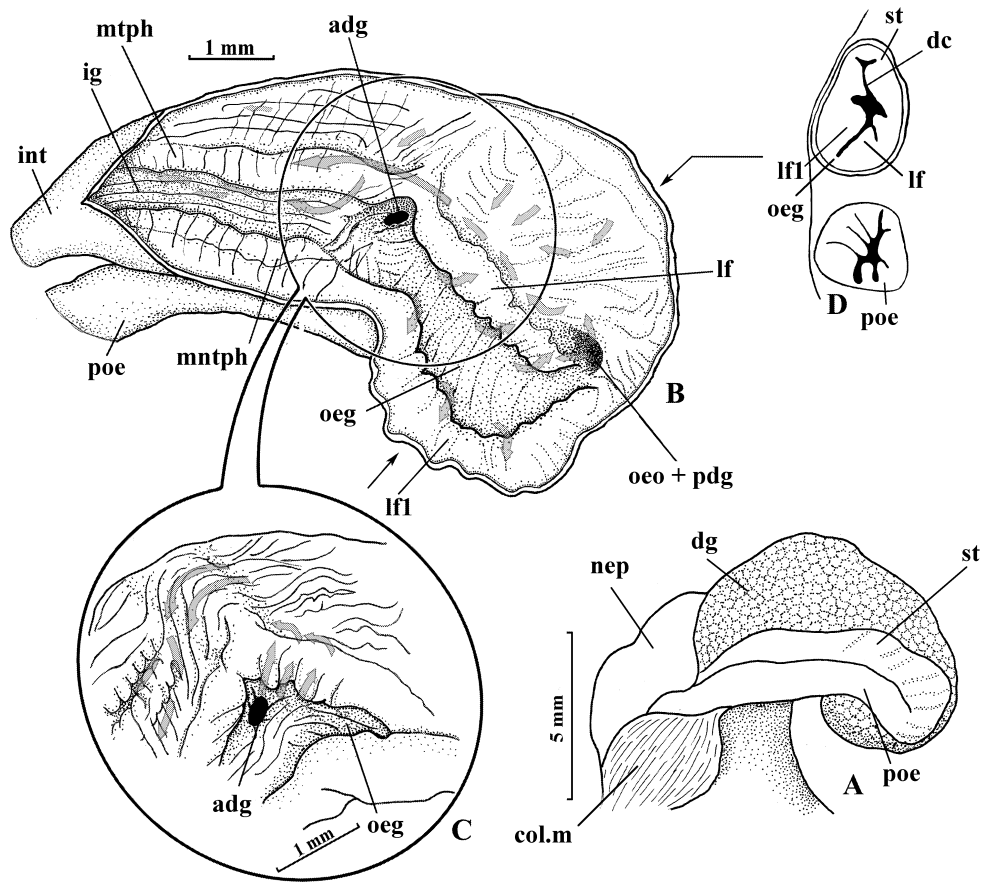 mtph
adg
1 mm
ig
int
poe
mntph
oeg
lf1
lf
B
oeo + pdg
st
dc
lf1
lf
oeg
D
poe
adg
oeg
1 mm
C
nep
dg
st
5 mm
poe
A
col.m